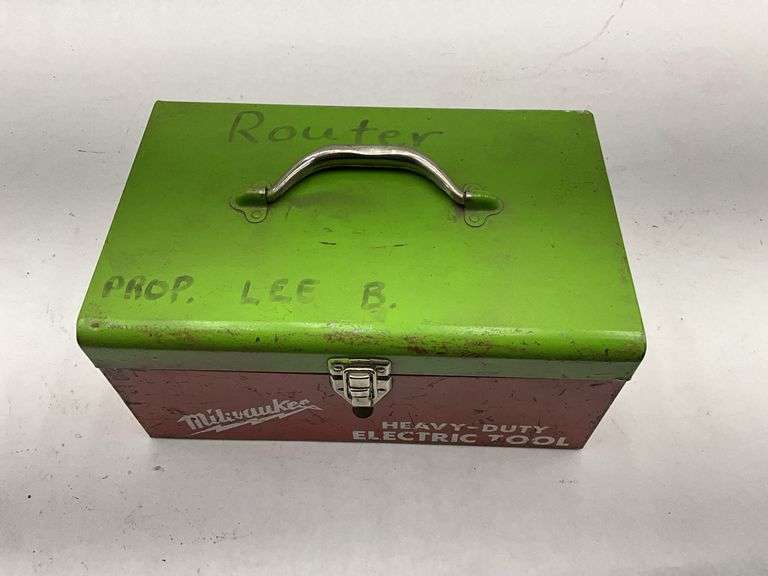 Router
PROP. LEE B.
Milwaukee
HEAVY-DUTY
ELECTRIC TOOL